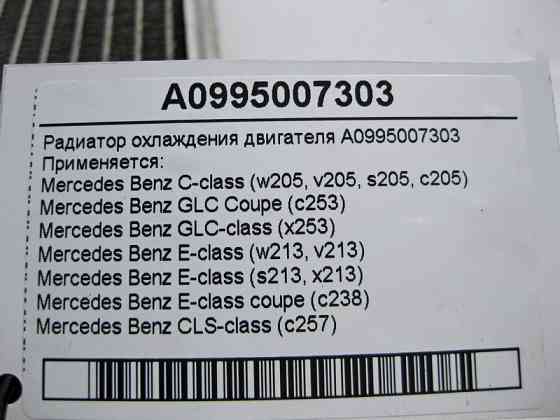 A0995007303
Радиатор охлаждения двигателя A0995007303
Применяется:
Mercedes Benz C-class (w205, v205, s205, c205)
Mercedes Benz GLC Coupe (c253)
Mercedes Benz GLC-class (x253)
Mercedes Benz E-class (w213, v213)
Mercedes Benz E-class (s213, x213)
Mercedes Benz E-class coupe (c238)
Mercedes Benz CLS-class (c257)